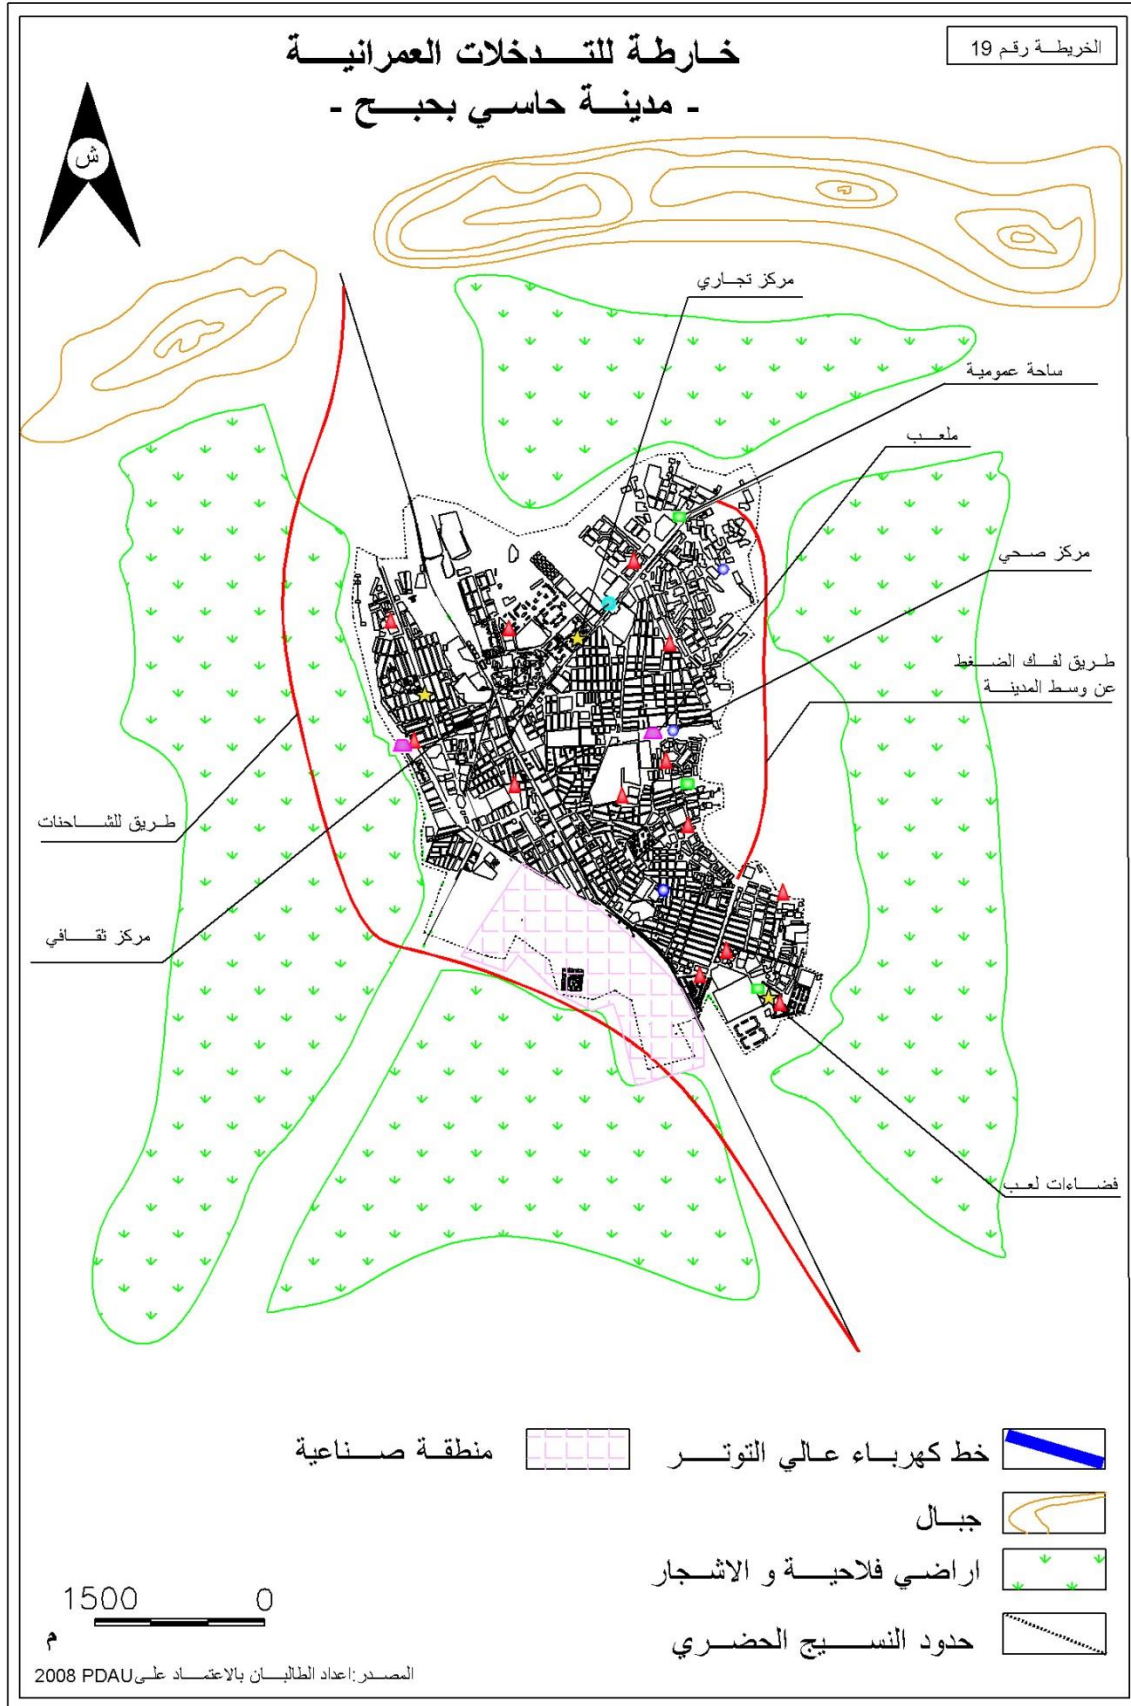 الخريطة رقم 19
خارطة للتدخلات العمرانية
- مدينة حاسي بحبح -
ش
مركز تجاري
ساحة عمومية
ملعب
مركز صحي
طريق لفك الضغط
عن وسط المدينة
طريق للشاحنات
مركز ثقافي
فضاءات لعب
خط كهرباء عالي التوتر
منطقة صناعية
جبال
اراضي فلاحية و الاشجار
حدود النسيج الحضري
1500 0
م
المصدر:اعداد الطالبان بالاعتماد على PDAU 2008